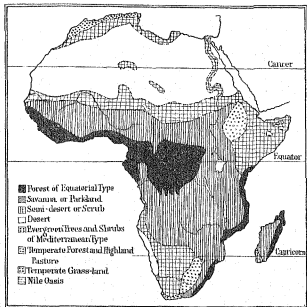 Cancer
Equator
Capricorn
Forest of Equatorial Type
Savanna or Parkland
Semi-desert or Scrub
Desert
Evergreen Trees and Shrubs
of Mediterranean Type
Temperate Forest and Highland
Pasture
Temperate Grass-land
Nile Oasis